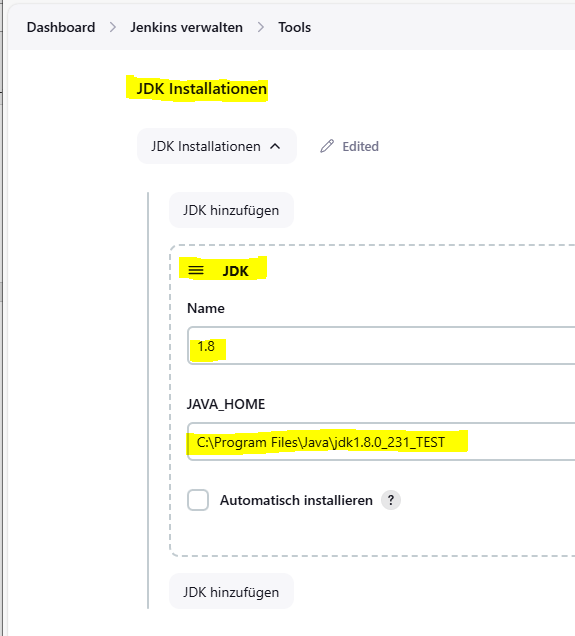 Dashboard > Jenkins verwalten > Tools
JDK Installationen
JDK Installationen Edited
JDK hinzufügen
JDK
Name
1.8
JAVA_HOME
C:\Program Files\Java\jdk1.8.0_231_TEST
Automatisch installieren ?
JDK hinzufügen